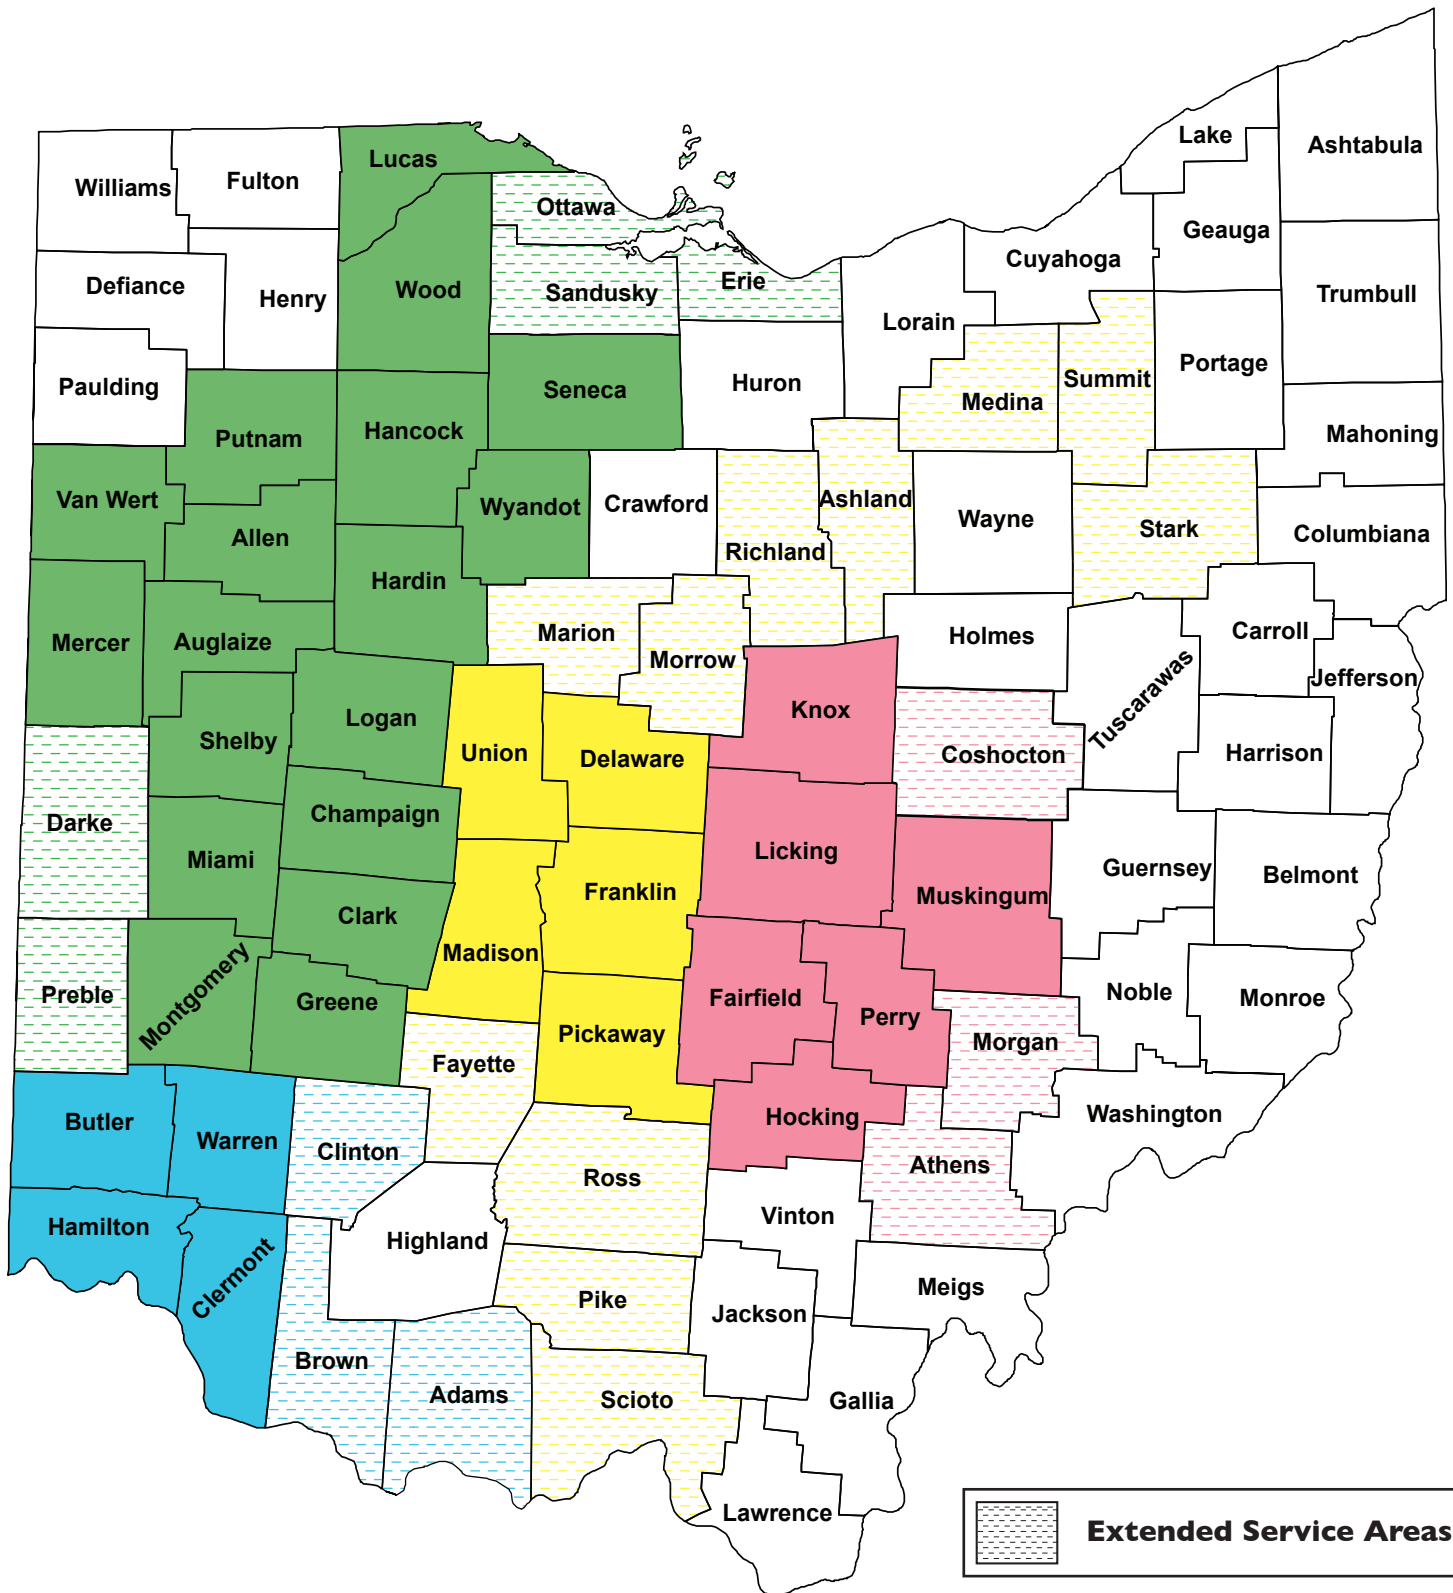 Lake
Ashtabula
Lucas
Williams
Fulton
Ottawa
Geauga
Cuyahoga
Defiance
Henry
Wood
Sandusky
Erie
Trumbull
Lorain
Paulding
Seneca
Huron
Medina
Summit
Portage
Putnam
Hancock
Mahoning
Van Wert
Wyandot
Crawford
Ashland
Wayne
Stark
Columbiana
Allen
Richland
Hardin
Mercer
Auglaize
Marion
Morrow
Holmes
Carroll
Tuscarawas
Jefferson
Logan
Knox
Shelby
Union
Delaware
Coshocton
Harrison
Darke
Champaign
Miami
Licking
Guernsey
Belmont
Franklin
Muskingum
Clark
Madison
Montgomery
Preble
Greene
Fairfield
Perry
Noble
Monroe
Pickaway
Morgan
Fayette
Butler
Warren
Clinton
Hocking
Washington
Ross
Athens
Hamilton
Vinton
Highland
Clermont
Pike
Jackson
Meigs
Brown
Adams
Scioto
Gallia
Lawrence
Extended Service Areas